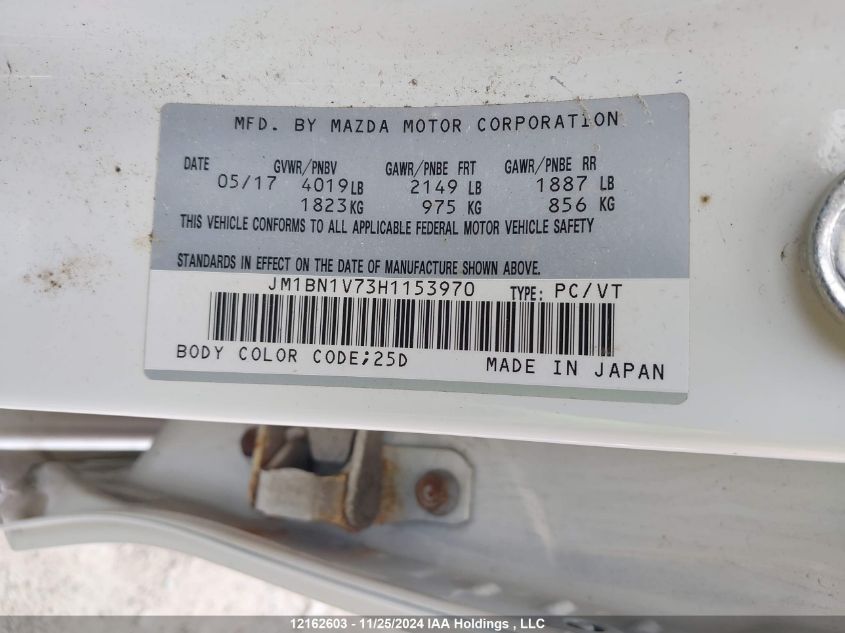 MFD. BY MAZDA MOTOR CORPORATION
DATE GVWR/PNBV GAWR/PNBE FRT GAWR/PNBE RR
05/17 4019LB 2149 LB 1887 LB
1823KG 975 KG 856 KG
THIS VEHICLE CONFORMS TO ALL APPLICABLE FEDERAL MOTOR VEHICLE SAFETY
STANDARDS IN EFFECT ON THE DATE OF MANUFACTURE SHOWN ABOVE.
JM1BN1V73H1153970 TYPE: PC/VT
BODY COLOR CODE;25D MADE IN JAPAN
12162603 - 11/25/2024 IAA Holdings , LLC